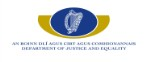 AN ROINN DLÍ AGUS CIRT AGUS COMHIONANNAIS
DEPARTMENT OF JUSTICE AND EQUALITY